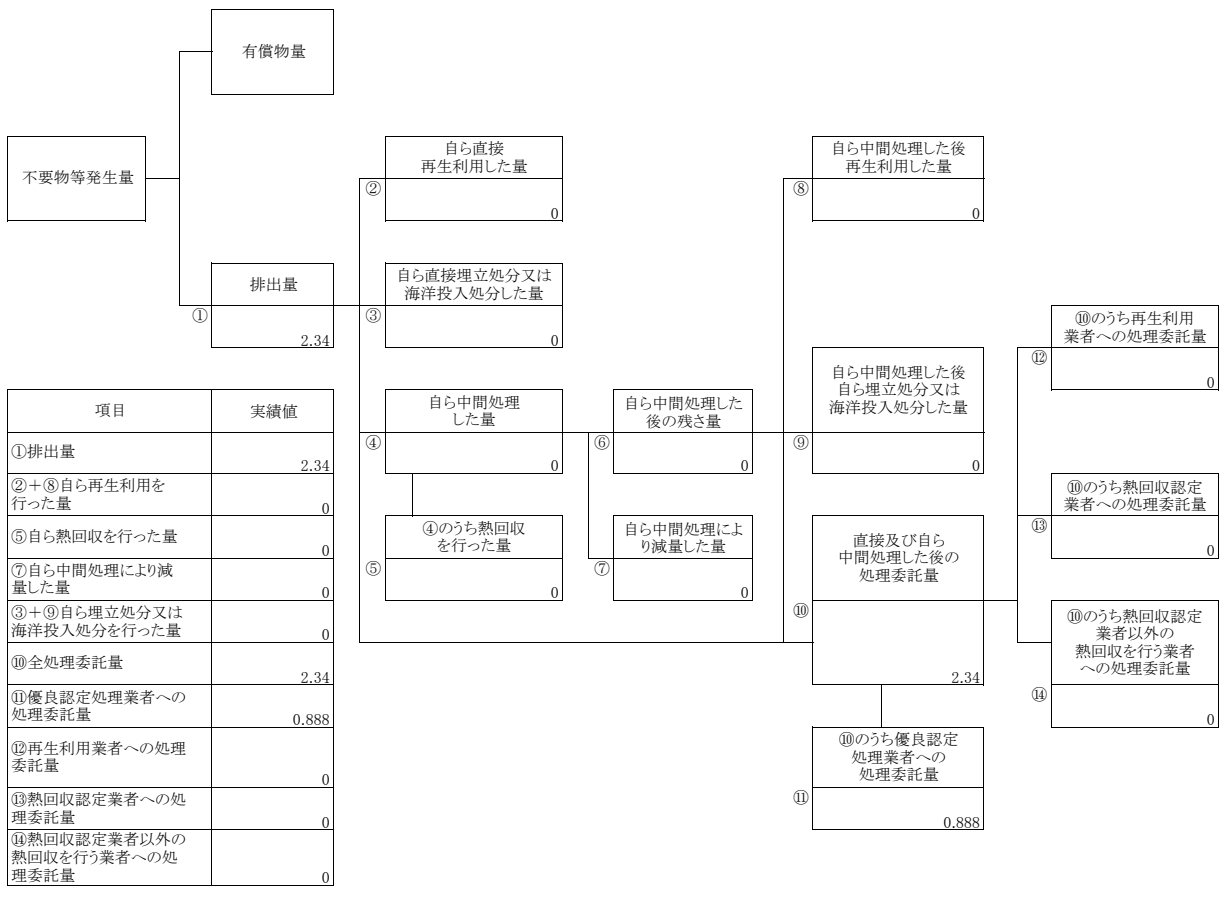 有償物量
不要物等発生量
排出量
①
2.34
自ら直接
再生利用した量
②
0
自ら直接埋立処分又は
海洋投入処分した量
③
0
自ら中間処理
した量
④
0
④のうち熱回収
を行った量
⑤
0
自ら中間処理した
後の残さ量
⑥
0
自ら中間処理によ
り減量した量
⑦
0
自ら中間処理した後
再生利用した量
⑧
0
自ら中間処理した後
自ら埋立処分又は
海洋投入処分した量
⑨
0
直接及び自ら
中間処理した後の
処理委託量
⑩
2.34
⑩のうち優良認定
処理業者への
処理委託量
⑪
0.888
⑩のうち再生利用
業者への処理委託量
⑫
0
⑩のうち熱回収認定
業者への処理委託量
⑬
0
⑩のうち熱回収認定
業者以外の
熱回収を行う業者
への処理委託量
⑭
0
項目 実績値
①排出量 2.34
②＋⑧自ら再生利用を
行った量 0
⑤自ら熱回収を行った量 0
⑦自ら中間処理により減
量した量 0
③＋⑨自ら埋立処分又は
海洋投入処分を行った量 0
⑩全処理委託量 2.34
⑪優良認定処理業者への
処理委託量 0.888
⑫再生利用業者への処理
委託量 0
⑬熱回収認定業者への処
理委託量 0
⑭熱回収認定業者以外の
熱回収を行う業者への処
理委託量 0